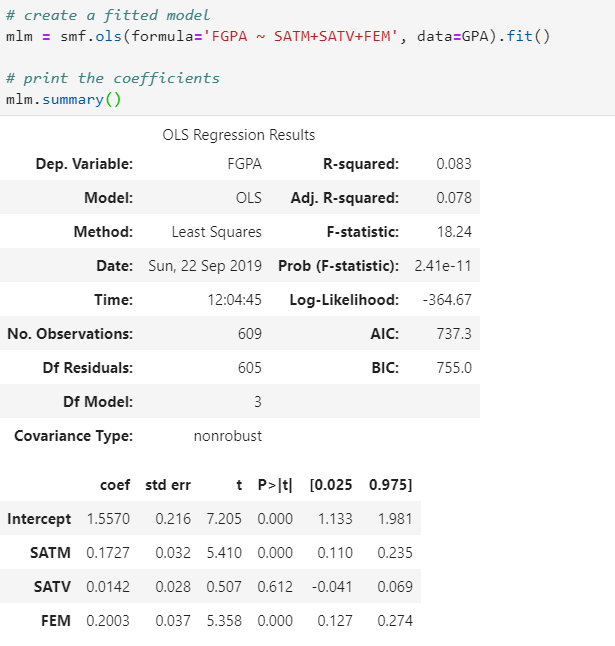 # create a fitted model
mlm = smf.ols(formula='FGPA ~ SATM+SATV+FEM', data=GPA).fit()
# print the coefficients
mlm.summary()
OLS Regression Results
Dep. Variable: FGPA R-squared: 0.083
Model: OLS Adj. R-squared: 0.078
Method: Least Squares F-statistic: 18.24
Date: Sun, 22 Sep 2019 Prob (F-statistic): 2.41e-11
Time: 12:04:45 Log-Likelihood: -364.67
No. Observations: 609 AIC: 737.3
Df Residuals: 605 BIC: 755.0
Df Model: 3
Covariance Type: nonrobust
coef std err t P>|t| [0.025 0.975]
Intercept 1.5570 0.216 7.205 0.000 1.133 1.981
SATM 0.1727 0.032 5.410 0.000 0.110 0.235
SATV 0.0142 0.028 0.507 0.612 -0.041 0.069
FEM 0.2003 0.037 5.358 0.000 0.127 0.274